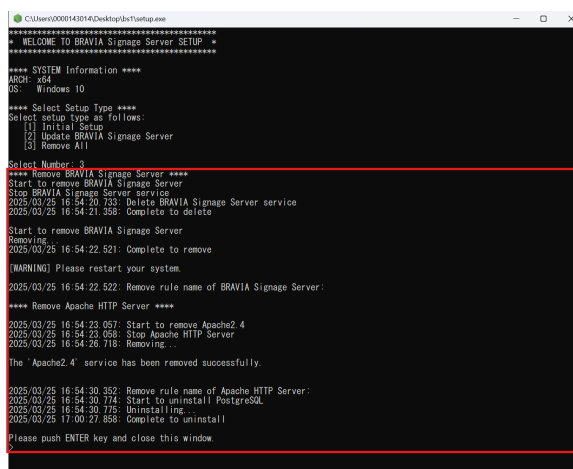 C:\Users\0000143014\Desktop\bs1\setup.exe
*******************************************
*  WELCOME TO BRAVIA Signage Server SETUP  *
*******************************************
**** SYSTEM Information ****
ARCH: x64
OS:   Windows 10
**** Select Setup Type ****
Select setup type as follows:
[1] Initial Setup
[2] Update BRAVIA Signage Server
[3] Remove All
Select Number: 3
**** Remove BRAVIA Signage Server ****
Start to remove BRAVIA Signage Server
Stop BRAVIA Signage Server service
2025/03/25 16:54:20.733: Delete BRAVIA Signage Server service
2025/03/25 16:54:21.358: Complete to delete
Start to remove BRAVIA Signage Server
Removing...
2025/03/25 16:54:22.521: Complete to remove
[WARNING] Please restart your system.
2025/03/25 16:54:22.522: Remove rule name of BRAVIA Signage Server:
**** Remove Apache HTTP Server ****
2025/03/25 16:54:23.057: Start to remove Apache2.4
2025/03/25 16:54:23.058: Stop Apache HTTP Server
2025/03/25 16:54:26.718: Removing...
The 'Apache2.4' service has been removed successfully.
2025/03/25 16:54:30.352: Remove rule name of Apache HTTP Server:
2025/03/25 16:54:30.774: Start to uninstall PostgreSQL
2025/03/25 16:54:30.775: Uninstalling...
2025/03/25 17:00:27.858: Complete to uninstall
Please push ENTER key and close this window.
>